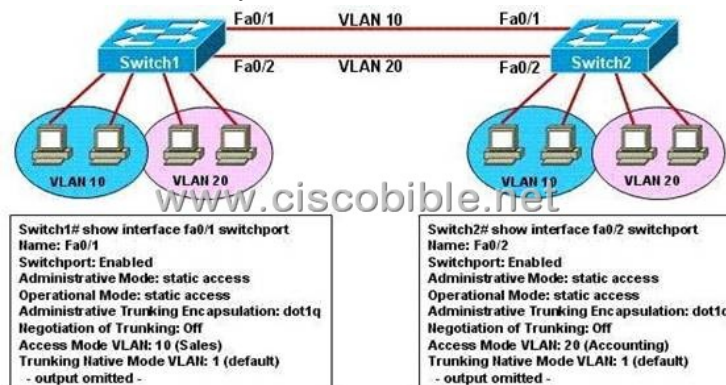 Fa0/1 VLAN 10 Fa0/1
Switch1 Fa0/2 VLAN 20 Fa0/2 Switch2
VLAN 10 VLAN 20 VLAN 10 VLAN 20
www.ciscobible.net
Switch1# show interface fa0/1 switchport
Name: Fa0/1
Switchport: Enabled
Administrative Mode: static access
Operational Mode: static access
Administrative Trunking Encapsulation: dot1q
Negotiation of Trunking: Off
Access Mode VLAN: 10 (Sales)
Trunking Native Mode VLAN: 1 (default)
- output omitted -
Switch2# show interface fa0/2 switchport
Name: Fa0/2
Switchport: Enabled
Administrative Mode: static access
Operational Mode: static access
Administrative Trunking Encapsulation: dot1q
Negotiation of Trunking: Off
Access Mode VLAN: 20 (Accounting)
Trunking Native Mode VLAN: 1 (default)
- output omitted -